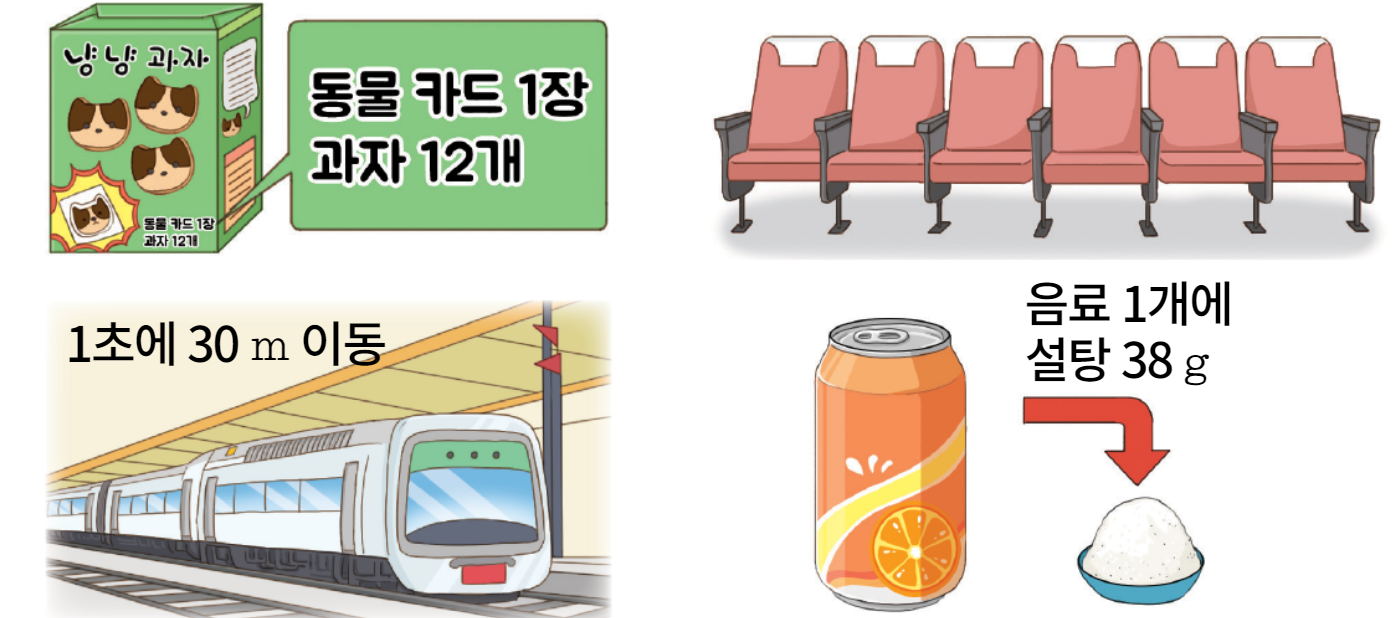 냥냥 과자
동물 카드 1장
과자 12개
동물 카드 1장
과자 12개
1초에 30 m 이동
음료 1개에
설탕 38 g